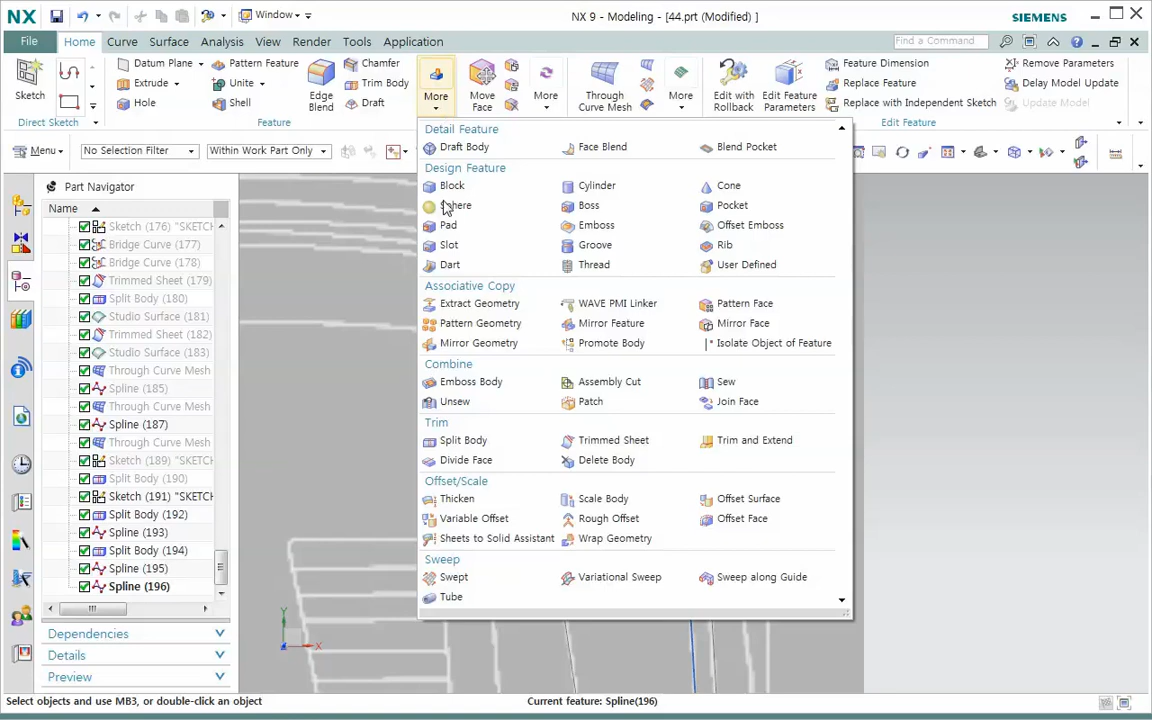 NX
Window
NX 9 - Modeling - [44.prt (Modified) ]
SIEMENS
File
Home
Curve
Surface
Analysis
View
Render
Tools
Application
Find a Command
Sketch
Datum Plane
Extrude
Hole
Pattern Feature
Unite
Shell
Edge
Blend
Chamfer
Trim Body
Draft
More
Move
Face
More
Through
Curve Mesh
More
Edit with
Rollback
Edit Feature
Parameters
Feature Dimension
Replace Feature
Replace with Independent Sketch
Remove Parameters
Delay Model Update
Update Model
Direct Sketch
Feature
Edit Feature
Menu
No Selection Filter
Within Work Part Only
Part Navigator
Name
Sketch (176) "SKETC
Bridge Curve (177)
Bridge Curve (178)
Trimmed Sheet (179)
Split Body (180)
Studio Surface (181)
Trimmed Sheet (182)
Studio Surface (183)
Through Curve Mesh
Spline (185)
Through Curve Mesh
Spline (187)
Through Curve Mesh
Sketch (189) "SKETC
Split Body (190)
Sketch (191) "SKETCH
Split Body (192)
Spline (193)
Split Body (194)
Spline (195)
Spline (196)
Dependencies
Details
Preview
Detail Feature
Draft Body
Face Blend
Blend Pocket
Design Feature
Block
Cylinder
Cone
Sphere
Boss
Pocket
Pad
Emboss
Offset Emboss
Slot
Groove
Rib
Dart
Thread
User Defined
Associative Copy
Extract Geometry
WAVE PMI Linker
Pattern Face
Pattern Geometry
Mirror Feature
Mirror Face
Mirror Geometry
Promote Body
Isolate Object of Feature
Combine
Emboss Body
Assembly Cut
Sew
Unsew
Patch
Join Face
Trim
Split Body
Trimmed Sheet
Trim and Extend
Divide Face
Delete Body
Offset/Scale
Thicken
Scale Body
Offset Surface
Variable Offset
Rough Offset
Offset Face
Sheets to Solid Assistant
Wrap Geometry
Sweep
Swept
Variational Sweep
Sweep along Guide
Tube
Y
X
Select objects and use MB3, or double-click an object
Current feature: Spline(196)